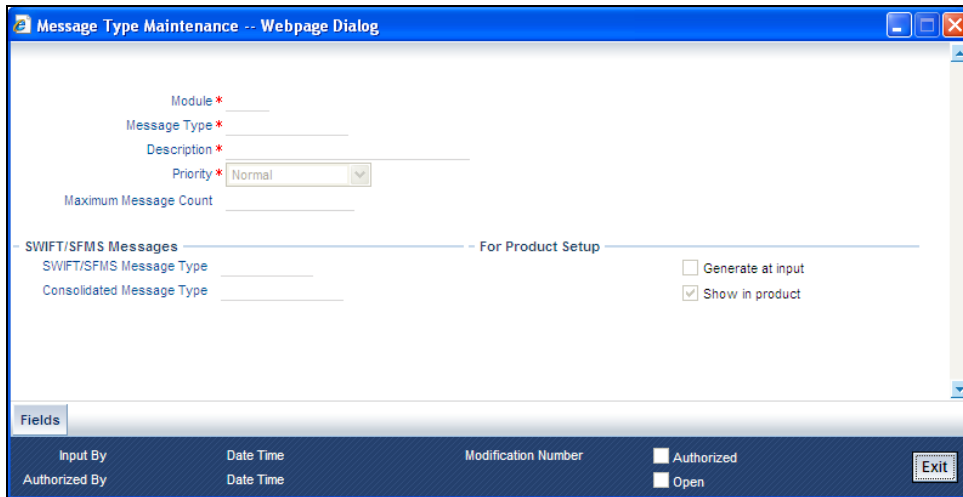 Message Type Maintenance -- Webpage Dialog
Module *
Message Type *
Description *
Priority * Normal
Maximum Message Count
SWIFT/SFMS Messages For Product Setup
SWIFT/SFMS Message Type Generate at input
Consolidated Message Type Show in product
Fields
Input By Date Time Modification Number Authorized
Authorized By Date Time Open
Exit